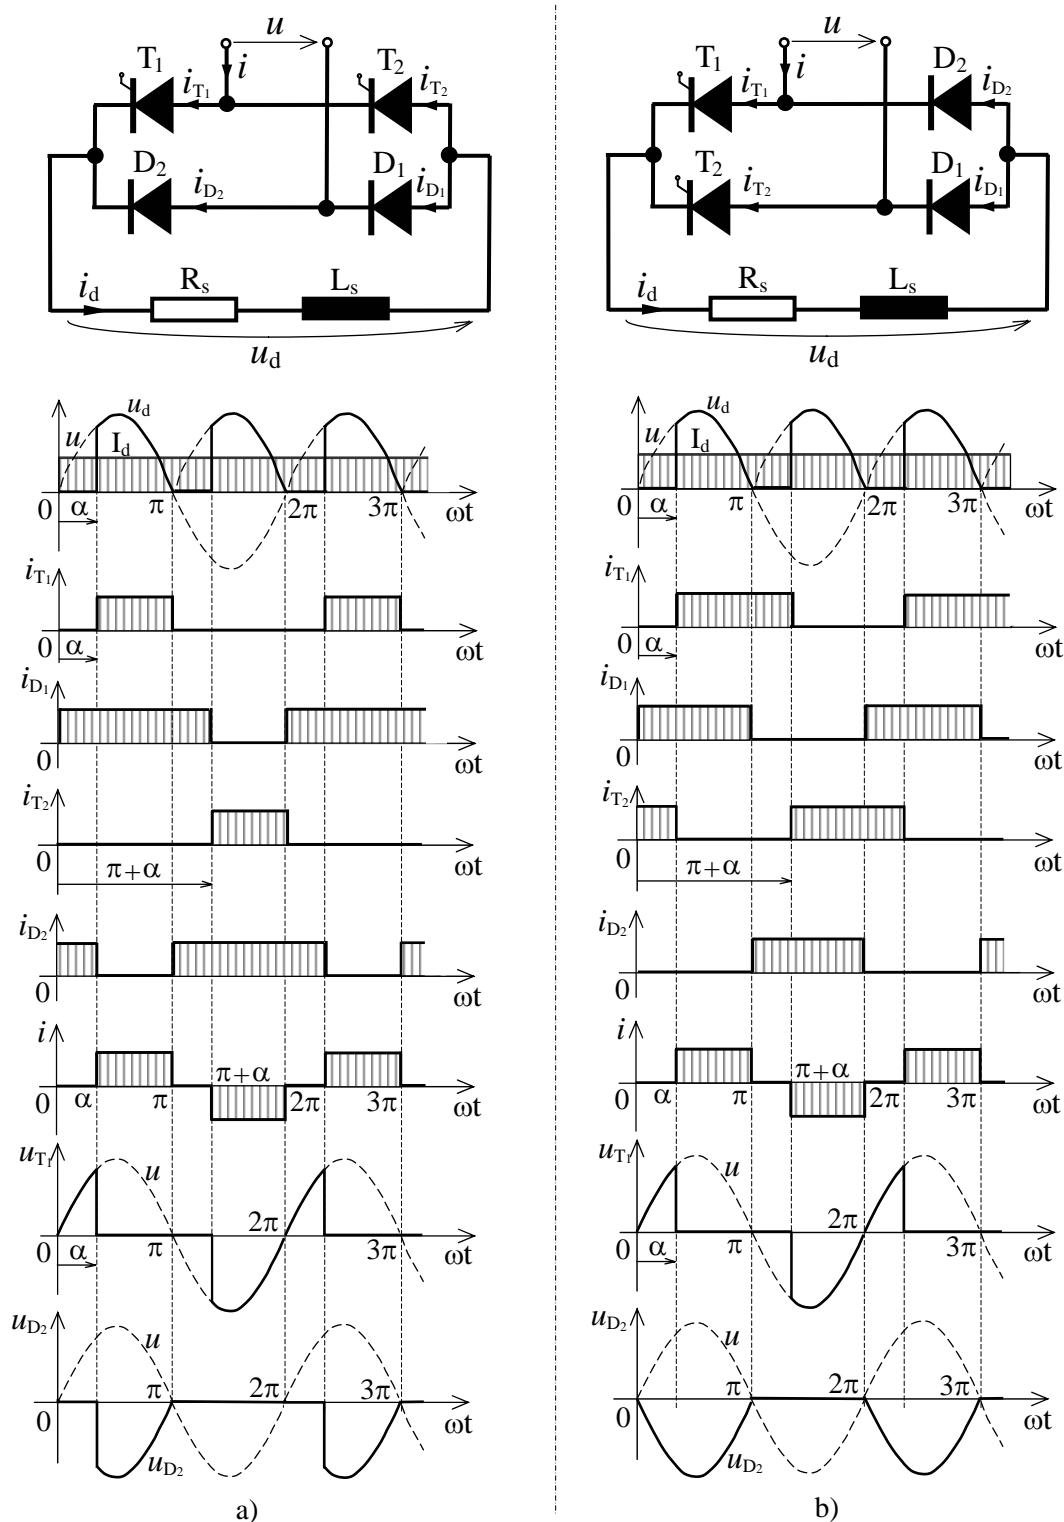 u
T1
i
T2
iT1
iT2
D2
D1
iD2
iD1
id
Rs
Ls
ud
u
ud
Id
0
α
π
2π
3π
ωt
iT1
0
α
ωt
iD1
0
ωt
iT2
0
π+α
ωt
iD2
0
ωt
i
π+α
0
α
π
2π
3π
ωt
uT1
u
2π
0
α
π
3π
ωt
uD2
u
π
2π
3π
0
ωt
uD2
a)
u
T1
i
D2
iT1
iD2
T2
D1
iT2
iD1
id
Rs
Ls
ud
u
ud
Id
0
α
π
2π
3π
ωt
iT1
0
α
ωt
iD1
0
ωt
iT2
0
π+α
ωt
iD2
0
ωt
i
π+α
0
α
π
2π
3π
ωt
uT1
u
2π
0
α
π
3π
ωt
uD2
u
π
2π
3π
0
ωt
uD2
b)